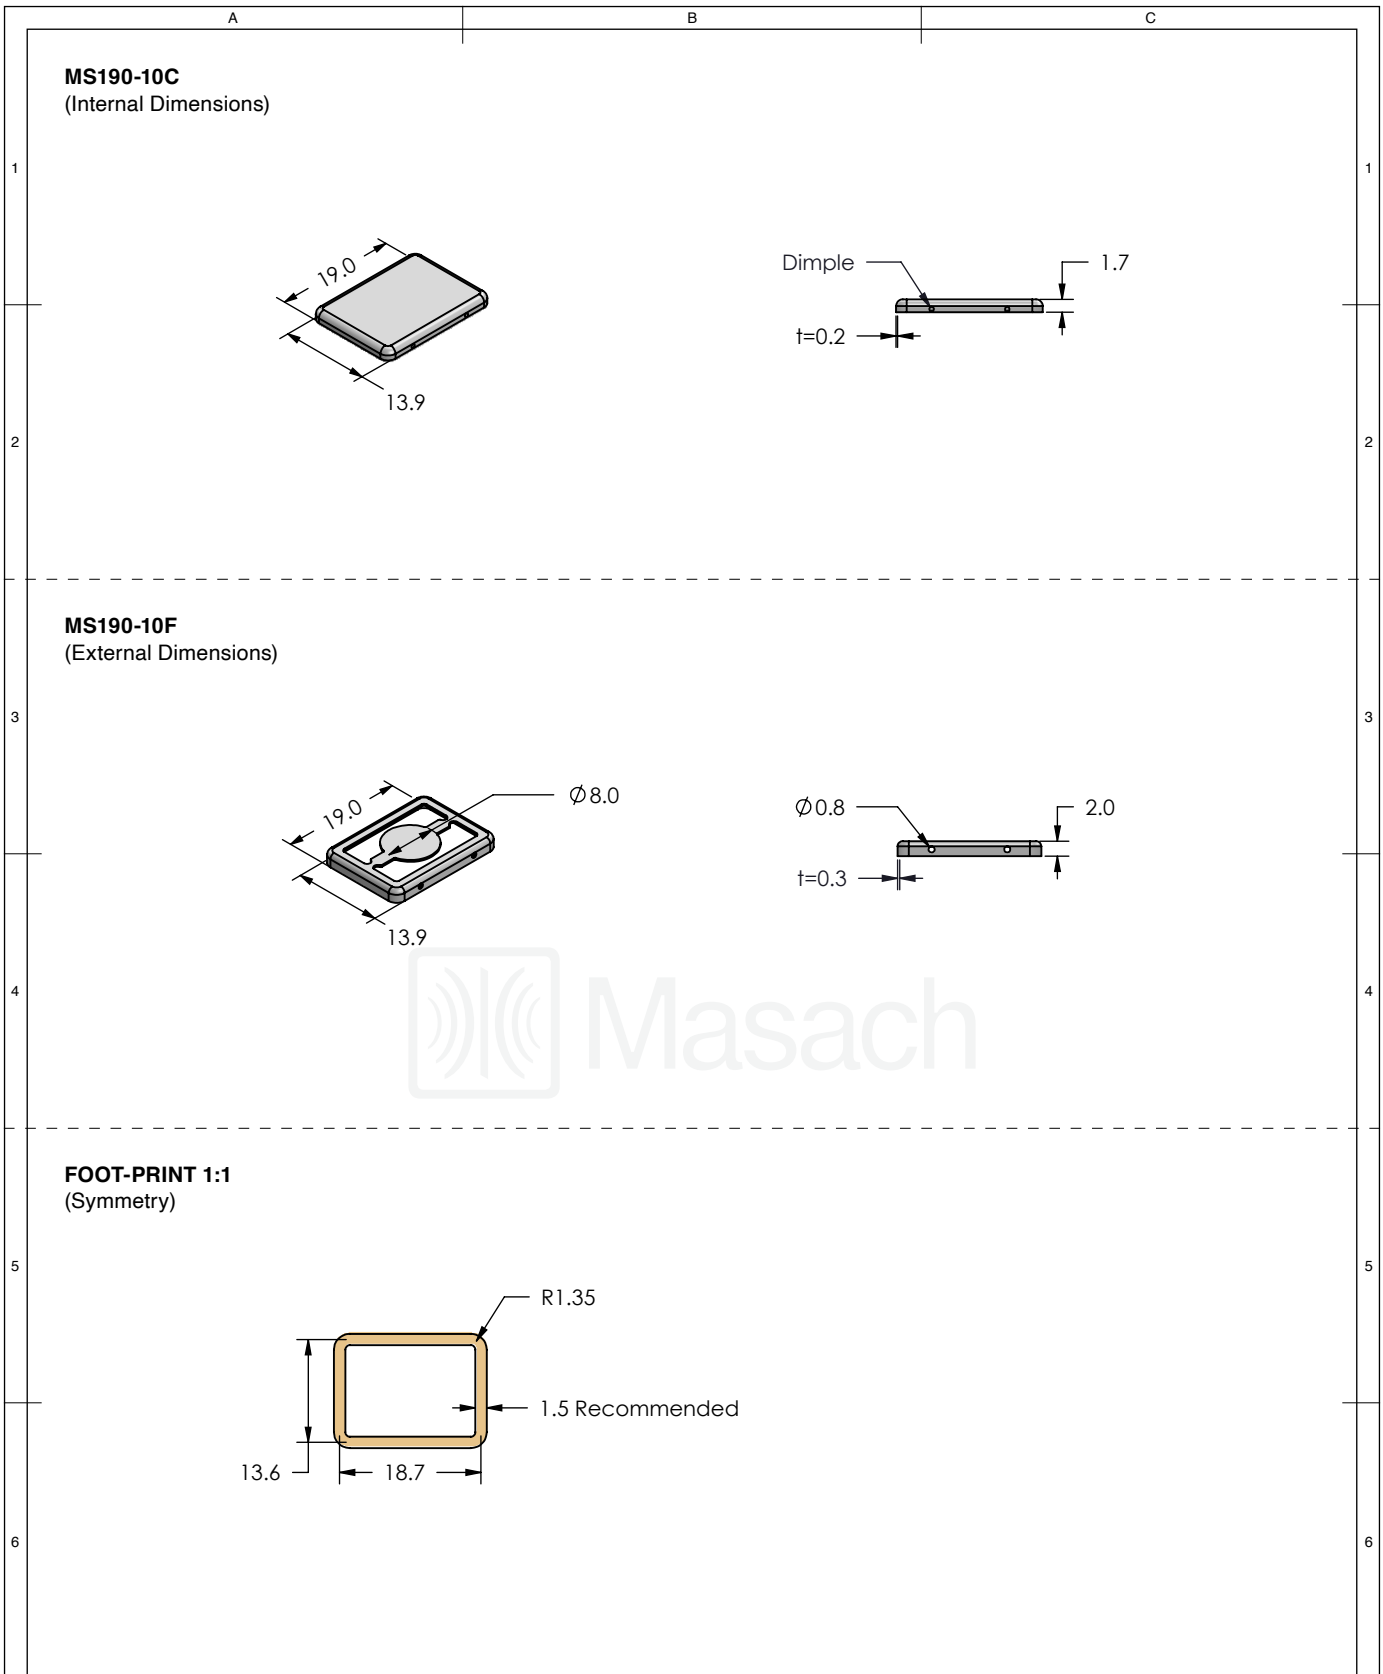 A B C
MS190-10C
(Internal Dimensions)
1 1
19.0
13.9
Dimple
1.7
t=0.2
2 2
MS190-10F
(External Dimensions)
3 3
19.0
Ø8.0
13.9
Ø0.8
2.0
t=0.3
Masach
4 4
FOOT-PRINT 1:1
(Symmetry)
5 5
R1.35
1.5 Recommended
13.6
18.7
6 6